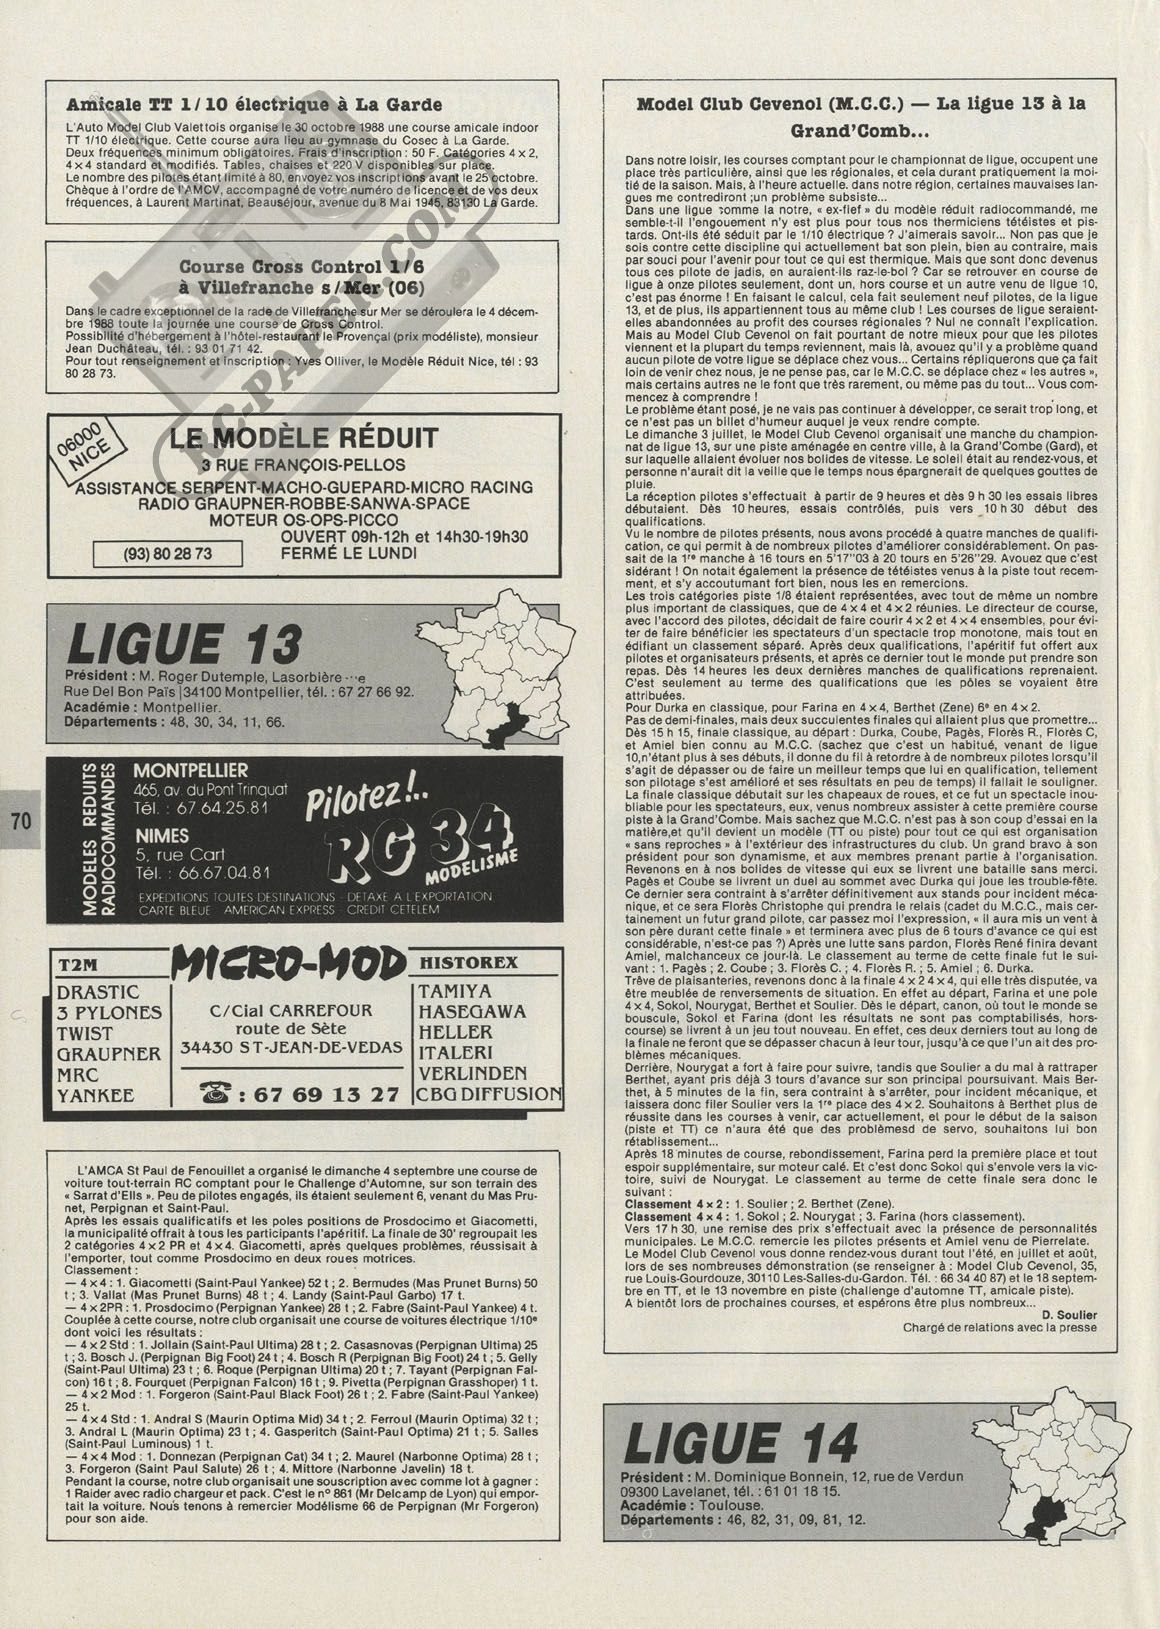 Amicale TT 1/10 électrique à La Garde
L'Auto Model Club Valettois organise le 30 octobre 1988 une course amicale indoor
TT 1/10 électrique. Cette course aura lieu au gymnase du Cosec à La Garde.
Deux fréquences minimum obligatoires. Frais d'inscription : 50 F. Catégories 4 x 2,
4 x 4 standard et modifiés. Tables, chaises et 220 V disponibles sur place.
Le nombre des pilotes étant limité à 80, envoyez vos inscriptions avant le 25 octobre.
Chèque à l'ordre de l'AMCV, accompagné de votre numéro de licence et de vos deux
fréquences, à Laurent Martinat, Beauséjour, avenue du 8 Mai 1945, 83130 La Garde.
Course Cross Control 1/6
à Villefranche s/Mer (06)
Dans le cadre exceptionnel de la rade de Villefranche sur Mer se déroulera le 4 décem-
bre 1988 toute la journée une course de Cross Control.
Possibilité d'hébergement à l'hôtel-restaurant le Provençal (prix modéliste), monsieur
Jean Duchâteau, tél. : 93 01 71 42.
Pour tout renseignement et inscription : Yves Olliver, le Modèle Réduit Nice, tél : 93
80 28 73.
RC-PAPER.COM
06000
NICE
LE MODÈLE RÉDUIT
3 RUE FRANÇOIS-PELLOS
ASSISTANCE SERPENT-MACHO-GUEPARD-MICRO RACING
RADIO GRAUPNER-ROBBE-SANWA-SPACE
MOTEUR OS-OPS-PICCO
OUVERT 09h-12h et 14h30-19h30
(93) 80 28 73 FERMÉ LE LUNDI
LIGUE 13
Président : M. Roger Dutemple, Lasorbière
Rue Del Bon Païs 34100 Montpellier, tél. : 67 27 66 92.
Académie : Montpellier.
Départements : 48, 30, 34, 11, 66.
MODÈLES REDUITS
RADIOCOMMANDES
MONTPELLIER
465, av. du Pont Trinquat
Tél. : 67.64.25.81
NIMES
5, rue Cart
Tél. : 66.67.04.81
Pilotez!..
RG 34
MODELISME
EXPEDITIONS TOUTES DESTINATIONS - DETAXE A L'EXPORTATION
CARTE BLEUE - AMERICAN EXPRESS - CREDIT CETELEM
70
T2M
DRASTIC
3 PYLONES
TWIST
GRAUPNER
MRC
YANKEE
MICRO-MOD
C/Cial CARREFOUR
route de Sète
34430 ST-JEAN-DE-VEDAS
☎ : 67 69 13 27
HISTOREX
TAMIYA
HASEGAWA
HELLER
ITALERI
VERLINDEN
CBG DIFFUSION
L'AMCA St Paul de Fenouillet a organisé le dimanche 4 septembre une course de
voiture tout-terrain RC comptant pour le Challenge d'Automne, sur son terrain des
« Sarrat d'Ells ». Peu de pilotes engagés, ils étaient seulement 6, venant du Mas Pru-
net, Perpignan et Saint-Paul.
Après les essais qualificatifs et les poles positions de Prosdocimo et Giacometti,
la municipalité offrait à tous les participants l'apéritif. La finale de 30' regroupait les
2 catégories 4 x 2 PR et 4 x 4. Giacometti, après quelques problèmes, réussisait à
l'emporter, tout comme Prosdocimo en deux roues motrices.
Classement :
— 4 x 4 : 1. Giacometti (Saint-Paul Yankee) 52 t ; 2. Bermudes (Mas Prunet Burns) 50
t ; 3. Vallat (Mas Prunet Burns) 48 t ; 4. Landy (Saint-Paul Garbo) 17 t.
— 4 x 2PR : 1. Prosdocimo (Perpignan Yankee) 28 t ; 2. Fabre (Saint-Paul Yankee) 4 t.
Couplée à cette course, notre club organisait une course de voitures électrique 1/10e
dont voici les résultats :
— 4 x 2 Std : 1. Jollain (Saint-Paul Ultima) 28 t ; 2. Casasnovas (Perpignan Ultima) 25
t ; 3. Bosch J. (Perpignan Big Foot) 24 t ; 4. Bosch R (Perpignan Big Foot) 24 t ; 5. Gelly
(Saint-Paul Ultima) 23 t ; 6. Roque (Perpignan Ultima) 20 t ; 7. Tayant (Perpignan Fal-
con) 16 t ; 8. Fourquet (Perpignan Falcon) 16 t ; 9. Pivetta (Perpignan Grasshoper) 1 t.
— 4 x 2 Mod : 1. Forgeron (Saint-Paul Black Foot) 26 t ; 2. Fabre (Saint-Paul Yankee)
25 t.
— 4 x 4 Std : 1. Andral S (Maurin Optima Mid) 34 t ; 2. Ferroul (Maurin Optima) 32 t ;
3. Andral L (Maurin Optima) 23 t ; 4. Gasperitch (Saint-Paul Optima) 21 t ; 5. Salles
(Saint-Paul Luminous) 1 t.
— 4 x 4 Mod : 1. Donnezan (Perpignan Cat) 34 t ; 2. Maurel (Narbonne Optima) 28 t ;
3. Forgeron (Saint Paul Salute) 26 t ; 4. Mittore (Narbonne Javelin) 18 t.
Pendant la course, notre club organisait une souscription avec comme lot à gagner :
1 Raider avec radio chargeur et pack. C'est le nº 861 (Mr Delcamp de Lyon) qui empor-
tait la voiture. Nous tenons à remercier Modélisme 66 de Perpignan (Mr Forgeron)
pour son aide.
Model Club Cevenol (M.C.C.) — La ligue 13 à la
Grand'Comb...
Dans notre loisir, les courses comptant pour le championnat de ligue, occupent une
place très particulière, ainsi que les régionales, et cela durant pratiquement la moi-
tié de la saison. Mais, à l'heure actuelle. dans notre région, certaines mauvaises lan-
gues me contrediront ;un problème subsiste...
Dans une ligue comme la notre, « ex-fief » du modèle réduit radiocommandé, me
semble-t-il l'engouement n'y est plus pour tous nos thermiciens tétéistes et pis-
tards. Ont-ils été séduit par le 1/10 électrique ? J'aimerais savoir... Non pas que je
sois contre cette discipline qui actuellement bat son plein, bien au contraire, mais
par souci pour l'avenir pour tout ce qui est thermique. Mais que sont donc devenus
tous ces pilote de jadis, en auraient-ils raz-le-bol ? Car se retrouver en course de
ligue à onze pilotes seulement, dont un, hors course et un autre venu de ligue 10,
c'est pas énorme ! En faisant le calcul, cela fait seulement neuf pilotes, de la ligue
13, et de plus, ils appartiennent tous au même club ! Les courses de ligue seraient-
elles abandonnées au profit des courses régionales ? Nul ne connaît l'explication.
Mais au Model Club Cevenol on fait pourtant de notre mieux pour que les pilotes
viennent et la plupart du temps reviennent, mais là, avouez qu'il y a problème quand
aucun pilote de votre ligue se déplace chez vous... Certains répliquerons que ça fait
loin de venir chez nous, je ne pense pas, car le M.C.C. se déplace chez « les autres »,
mais certains autres ne le font que très rarement, ou même pas du tout... Vous com-
mencez à comprendre !
Le problème étant posé, je ne vais pas continuer à développer, ce serait trop long, et
ce n'est pas un billet d'humeur auquel je veux rendre compte.
Le dimanche 3 juillet, le Model Club Cevenol organisait une manche du champion-
nat de ligue 13, sur une piste aménagée en centre ville, à la Grand'Combe (Gard), et
sur laquelle allaient évoluer nos bolides de vitesse. Le soleil était au rendez-vous, et
personne n'aurait dit la veille que le temps nous épargnerait de quelques gouttes de
pluie.
La réception pilotes s'effectuait à partir de 9 heures et dès 9 h 30 les essais libres
débutaient. Dès 10 heures, essais contrôlés, puis vers 10 h 30 début des
qualifications.
Vu le nombre de pilotes présents, nous avons procédé à quatre manches de qualifi-
cation, ce qui permit à de nombreux pilotes d'améliorer considérablement. On pas-
sait de la 1re manche à 16 tours en 5'17"03 à 20 tours en 5'26"29. Avouez que c'est
sidérant ! On notait également la présence de tétéistes venus à la piste tout recem-
ment, et s'y accoutumant fort bien, nous les en remercions.
Les trois catégories piste 1/8 étaient représentées, avec tout de même un nombre
plus important de classiques, que de 4 x 4 et 4 x 2 réunies. Le directeur de course,
avec l'accord des pilotes, décidait de faire courir 4 x 2 et 4 x 4 ensembles, pour évi-
ter de faire bénéficier les spectateurs d'un spectacle trop monotone, mais tout en
édifiant un classement séparé. Après deux qualifications, l'apéritif fut offert aux
pilotes et organisateurs présents, et après ce dernier tout le monde put prendre son
repas. Dès 14 heures les deux dernières manches de qualifications reprenaient.
C'est seulement au terme des qualifications que les pôles se voyaient être
attribuées.
Pour Durka en classique, pour Farina en 4 x 4, Berthet (Zene) 6e en 4 x 2.
Pas de demi-finales, mais deux succulentes finales qui allaient plus que promettre...
Dès 15 h 15, finale classique, au départ : Durka, Coube, Pagès, Florès R., Florès C,
et Amiel bien connu au M.C.C. (sachez que c'est un habitué, venant de ligue
10,n'étant plus à ses débuts, il donne du fil à retordre à de nombreux pilotes lorsqu'il
s'agit de dépasser ou de faire un meilleur temps que lui en qualification, tellement
son pilotage s'est amélioré et ses résultats en peu de temps) il fallait le souligner.
La finale classique débutait sur les chapeaux de roues, et ce fut un spectacle inou-
bliable pour les spectateurs, eux, venus nombreux assister à cette première course
piste à la Grand'Combe. Mais sachez que M.C.C. n'est pas à son coup d'essai en la
matière,et qu'il devient un modèle (TT ou piste) pour tout ce qui est organisation
« sans reproches » à l'extérieur des infrastructures du club. Un grand bravo à son
président pour son dynamisme, et aux membres prenant partie à l'organisation.
Revenons en à nos bolides de vitesse qui eux se livrent une bataille sans merci.
Pagès et Coube se livrent un duel au sommet avec Durka qui joue les trouble-fête.
Ce dernier sera contraint à s'arrêter définitivement aux stands pour incident méca-
nique, et ce sera Florès Christophe qui prendra le relais (cadet du M.C.C., mais cer-
tainement un futur grand pilote, car passez moi l'expression, « il aura mis un vent à
son père durant cette finale » et terminera avec plus de 6 tours d'avance ce qui est
considérable, n'est-ce pas ?) Après une lutte sans pardon, Florès René finira devant
Amiel, malchanceux ce jour-là. Le classement au terme de cette finale fut le sui-
vant : 1. Pagès ; 2. Coube ; 3. Florès C. ; 4. Florès R. ; 5. Amiel ; 6. Durka.
Trêve de plaisanteries, revenons donc à la finale 4 x 2 4 x 4, qui elle très disputée, va
être meublée de renversements de situation. En effet au départ, Farina et une pole
4 x 4, Sokol, Nourygat, Berthet et Soulier. Dès le départ, canon, où tout le monde se
bouscule, Sokol et Farina (dont les résultats ne sont pas comptabilisés, hors-
course) se livrent à un jeu tout nouveau. En effet, ces deux derniers tout au long de
la finale ne feront que se dépasser chacun à leur tour, jusqu'à ce que l'un ait des pro-
blèmes mécaniques.
Derrière, Nourygat a fort à faire pour suivre, tandis que Soulier a du mal à rattraper
Berthet, ayant pris déjà 3 tours d'avance sur son principal poursuivant. Mais Ber-
thet, à 5 minutes de la fin, sera contraint à s'arrêter, pour incident mécanique, et
laissera donc filer Soulier vers la 1re place des 4 x 2. Souhaitons à Berthet plus de
réussite dans les courses à venir, car actuellement, et pour le début de la saison
(piste et TT) ce n'aura été que des problèmesd de servo, souhaitons lui bon
rétablissement...
Après 18 minutes de course, rebondissement, Farina perd la première place et tout
espoir supplémentaire, sur moteur calé. Et c'est donc Sokol qui s'envole vers la vic-
toire, suivi de Nourygat. Le classement au terme de cette finale sera donc le
suivant :
Classement 4 x 2 : 1. Soulier ; 2. Berthet (Zene).
Classement 4 x 4 : 1. Sokol ; 2. Nourygat ; 3. Farina (hors classement).
Vers 17 h 30, une remise des prix s'effectuait avec la présence de personnalités
municipales. Le M.C.C. remercie les pilotes présents et Amiel venu de Pierrelate.
Le Model Club Cevenol vous donne rendez-vous durant tout l'été, en juillet et août,
lors de ses nombreuses démonstration (se renseigner à : Model Club Cevenol, 35,
rue Louis-Gourdouze, 30110 Les-Salles-du-Gardon. Tél. : 66 34 40 87) et le 18 septem-
bre en TT, et le 13 novembre en piste (challenge d'automne TT, amicale piste).
A bientôt lors de prochaines courses, et espérons être plus nombreux...
D. Soulier
Chargé de relations avec la presse
LIGUE 14
Président : M. Dominique Bonnein, 12, rue de Verdun
09300 Lavelanet, tél. : 61 01 18 15.
Académie : Toulouse.
Départements : 46, 82, 31, 09, 81, 12.